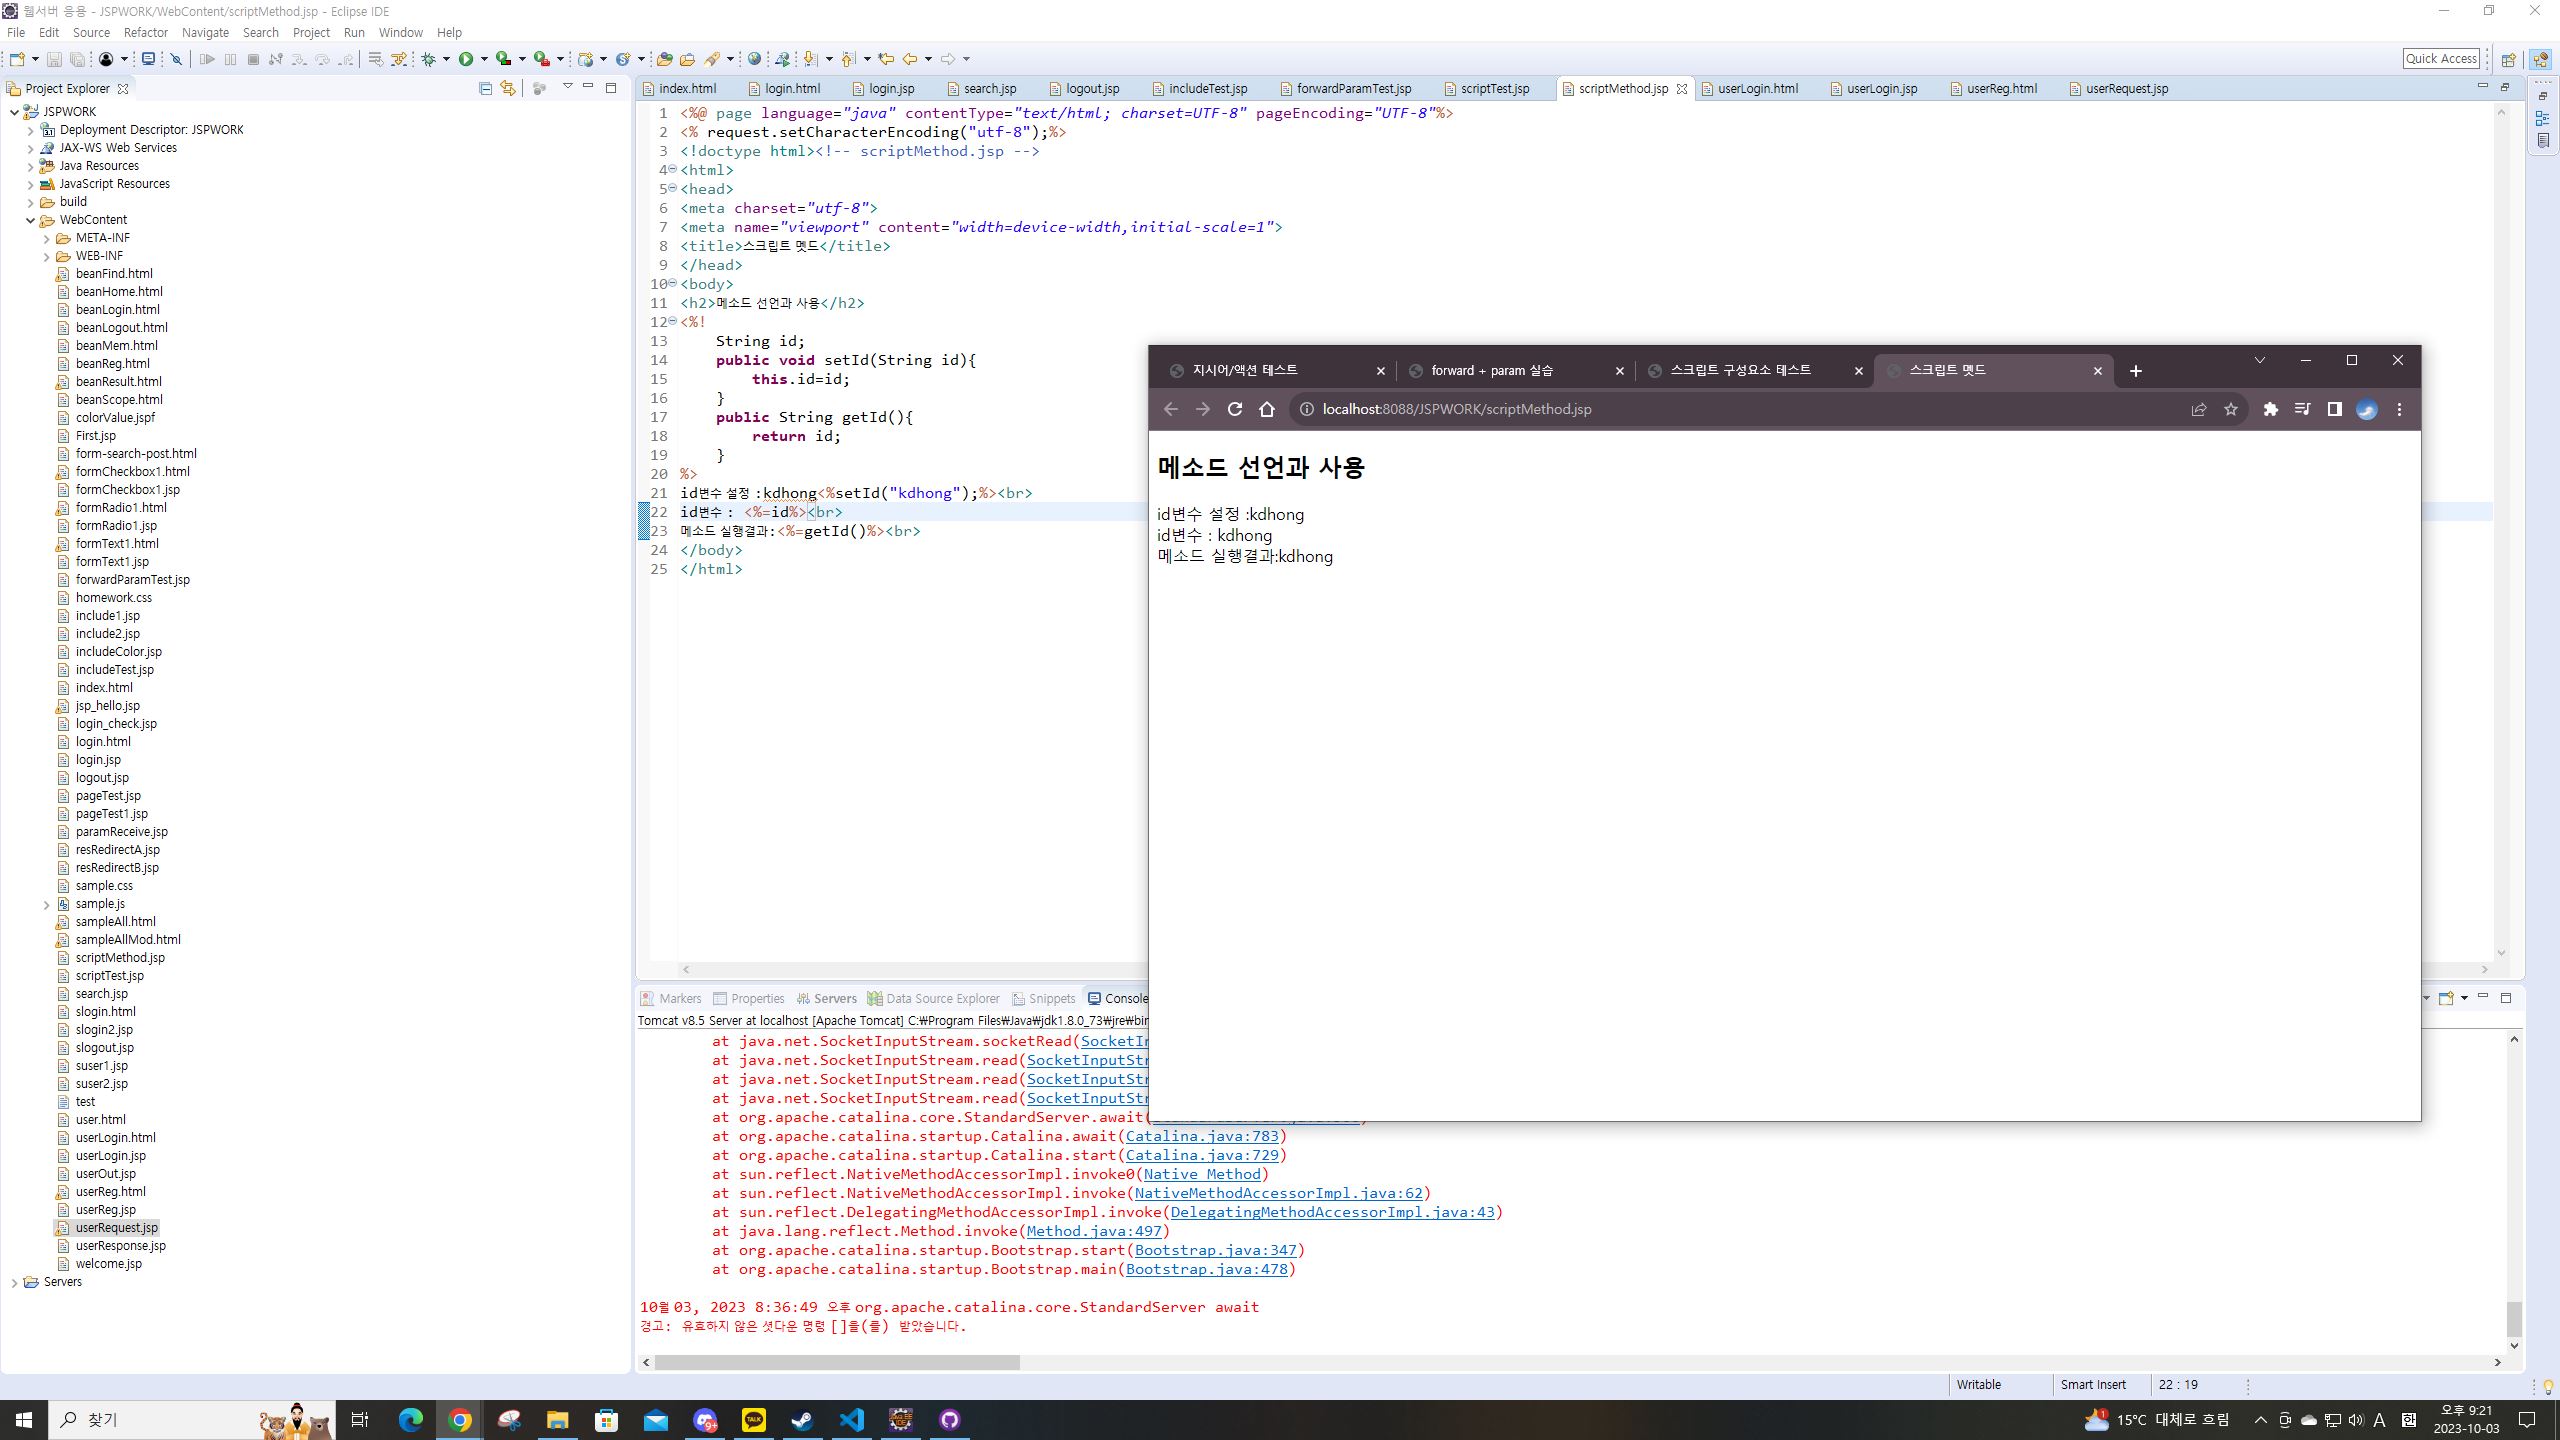 웹서버 응용 - JSPWORK/WebContent/scriptMethod.jsp - Eclipse IDE
File Edit Source Refactor Navigate Search Project Run Window Help
Quick Access
Project Explorer
JSPWORK
Deployment Descriptor: JSPWORK
JAX-WS Web Services
Java Resources
JavaScript Resources
build
WebContent
META-INF
WEB-INF
beanFind.html
beanHome.html
beanLogin.html
beanLogout.html
beanMem.html
beanReg.html
beanResult.html
beanScope.html
colorValue.jspf
First.jsp
form-search-post.html
formCheckbox1.html
formCheckbox1.jsp
formRadio1.html
formRadio1.jsp
formText1.html
formText1.jsp
forwardParamTest.jsp
homework.css
include1.jsp
include2.jsp
includeColor.jsp
includeTest.jsp
index.html
jsp_hello.jsp
login_check.jsp
login.html
login.jsp
logout.jsp
pageTest.jsp
pageTest1.jsp
paramReceive.jsp
resRedirectA.jsp
resRedirectB.jsp
sample.css
sample.js
sampleAll.html
sampleAllMod.html
scriptMethod.jsp
scriptTest.jsp
search.jsp
slogin.html
slogin2.jsp
slogout.jsp
suser1.jsp
suser2.jsp
test
user.html
userLogin.html
userLogin.jsp
userOut.jsp
userReg.html
userReg.jsp
userRequest.jsp
userResponse.jsp
welcome.jsp
Servers
index.html login.html login.jsp search.jsp logout.jsp includeTest.jsp forwardParamTest.jsp scriptTest.jsp scriptMethod.jsp userLogin.html userLogin.jsp userReg.html userRequest.jsp
1 <%@ page language="java" contentType="text/html; charset=UTF-8" pageEncoding="UTF-8"%>
2 <% request.setCharacterEncoding("utf-8");%>
3 <!doctype html><!-- scriptMethod.jsp -->
4 <html>
5 <head>
6 <meta charset="utf-8">
7 <meta name="viewport" content="width=device-width,initial-scale=1">
8 <title>스크립트 멧드</title>
9 </head>
10 <body>
11 <h2>메소드 선언과 사용</h2>
12 <%!
13 String id;
14 public void setId(String id){
15 this.id=id;
16 }
17 public String getId(){
18 return id;
19 }
20 %>
21 id변수 설정 :kdhong<%setId("kdhong");%><br>
22 id변수 : <%=id%><br>
23 메소드 실행결과:<%=getId()%><br>
24 </body>
25 </html>
지시어/액션 테스트 forward + param 실습 스크립트 구성요소 테스트 스크립트 멧드
localhost:8088/JSPWORK/scriptMethod.jsp
메소드 선언과 사용
id변수 설정 :kdhong
id변수 : kdhong
메소드 실행결과:kdhong
Markers Properties Servers Data Source Explorer Snippets Console
Tomcat v8.5 Server at localhost [Apache Tomcat] C:₩Program Files₩Java₩jdk1.8.0_73₩jre₩bin
at java.net.SocketInputStream.socketRead(SocketIn
at java.net.SocketInputStream.read(SocketInputStr
at java.net.SocketInputStream.read(SocketInputStr
at java.net.SocketInputStream.read(SocketInputStr
at org.apache.catalina.core.StandardServer.await(
at org.apache.catalina.startup.Catalina.await(Catalina.java:783)
at org.apache.catalina.startup.Catalina.start(Catalina.java:729)
at sun.reflect.NativeMethodAccessorImpl.invoke0(Native Method)
at sun.reflect.NativeMethodAccessorImpl.invoke(NativeMethodAccessorImpl.java:62)
at sun.reflect.DelegatingMethodAccessorImpl.invoke(DelegatingMethodAccessorImpl.java:43)
at java.lang.reflect.Method.invoke(Method.java:497)
at org.apache.catalina.startup.Bootstrap.start(Bootstrap.java:347)
at org.apache.catalina.startup.Bootstrap.main(Bootstrap.java:478)
10월 03, 2023 8:36:49 오후 org.apache.catalina.core.StandardServer await
경고: 유효하지 않은 셧다운 명령 []을(를) 받았습니다.
Writable Smart Insert 22 : 19
찾기
15°C 대체로 흐림
A 한
오후 9:21
2023-10-03